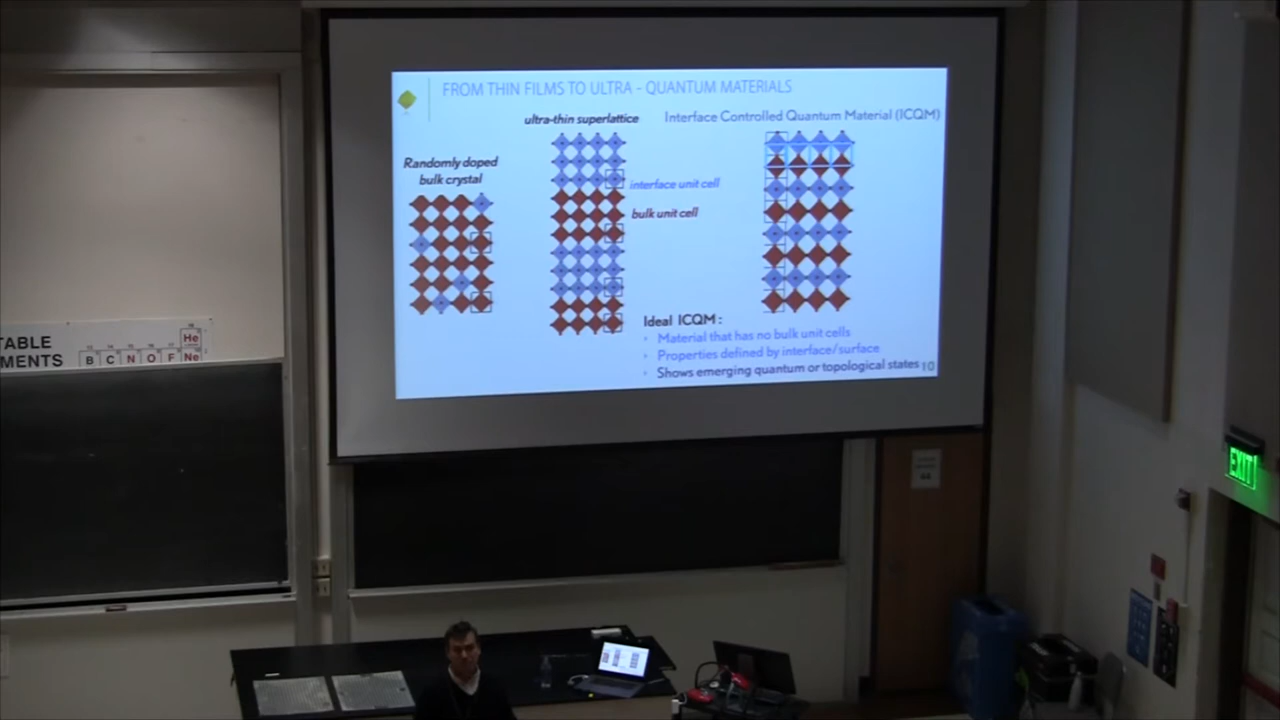 FROM THIN FILMS TO ULTRA - QUANTUM MATERIALS
ultra-thin superlattice
Interface Controlled Quantum Material (ICQM)
Randomly doped
bulk crystal
interface unit cell
bulk unit cell
Ideal ICQM :
Material that has no bulk unit cells
Properties defined by interface/surface
Shows emerging quantum or topological states
10
TABLE
MENTS
He
B C N O F Ne
EXIT